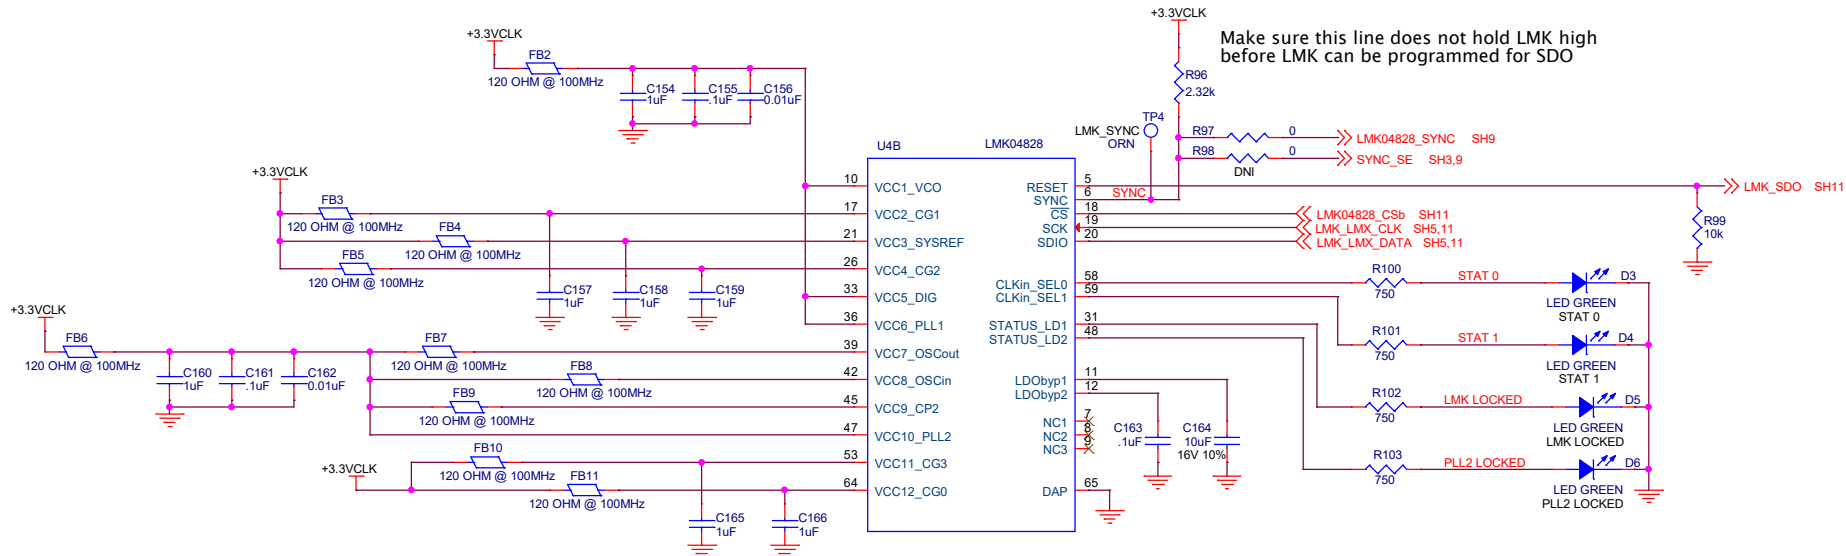 +3.3VCLK
Make sure this line does not hold LMK high
before LMK can be programmed for SDO
+3.3VCLK
FB2
120 OHM @ 100MHz
C154
1uF
C155
.1uF
C156
0.01uF
R96
2.32k
TP4
LMK_SYNC
ORN
R97
0
LMK04828_SYNC SH9
R98
0
SYNC_SE SH3,9
DNI
U4B
LMK04828
+3.3VCLK
10
VCC1_VCO
RESET
5
LMK_SDO SH11
SYNC
6
SYNC
FB3
120 OHM @ 100MHz
17
VCC2_CG1
CS
18
LMK04828_CSb SH11
SCK
19
LMK_LMX_CLK SH5,11
FB4
120 OHM @ 100MHz
21
VCC3_SYSREF
SDIO
20
LMK_LMX_DATA SH5,11
R99
10k
FB5
120 OHM @ 100MHz
26
VCC4_CG2
CLKin_SEL0
58
R100
750
STAT 0
D3
LED GREEN
STAT 0
C157
1uF
C158
1uF
C159
1uF
33
VCC5_DIG
CLKin_SEL1
59
R101
750
STAT 1
D4
LED GREEN
STAT 1
+3.3VCLK
36
VCC6_PLL1
STATUS_LD1
31
STATUS_LD2
48
FB6
120 OHM @ 100MHz
FB7
120 OHM @ 100MHz
39
VCC7_OSCout
C160
1uF
C161
.1uF
C162
0.01uF
FB8
120 OHM @ 100MHz
42
VCC8_OSCin
LDObyp1
11
LDObyp2
12
FB9
120 OHM @ 100MHz
45
VCC9_CP2
R102
750
LMK LOCKED
D5
LED GREEN
LMK LOCKED
NC1
7
NC2
8
NC3
9
C163
.1uF
C164
10uF
16V 10%
47
VCC10_PLL2
FB10
120 OHM @ 100MHz
53
VCC11_CG3
R103
750
PLL2 LOCKED
D6
LED GREEN
PLL2 LOCKED
+3.3VCLK
FB11
120 OHM @ 100MHz
64
VCC12_CG0
DAP
65
C165
1uF
C166
1uF